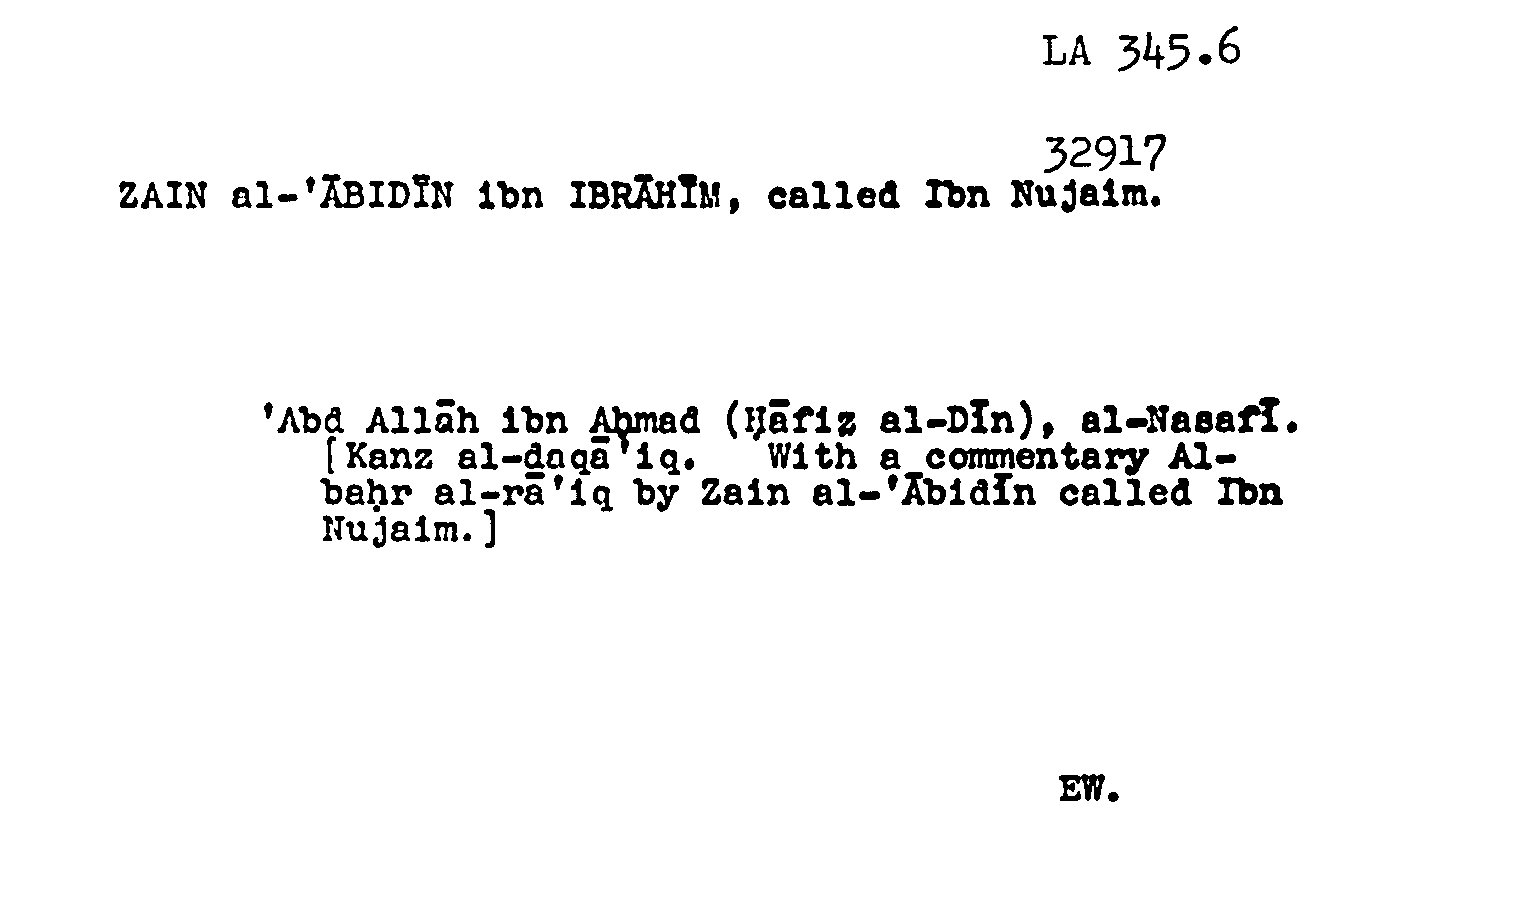 LA 345.6
32917
ZAIN al-'ĀBIDĪN ibn IBRĀHĪM, called Ibn Nujaim.
'Abd Allāh ibn Aḥmad (Ḥāfiẓ al-Dīn), al-Nasafī.
[Kanz al-daqā'iq. With a commentary Al-
baḥr al-rā'iq by Zain al-'Ābidīn called Ibn
Nujaim.]
EW.